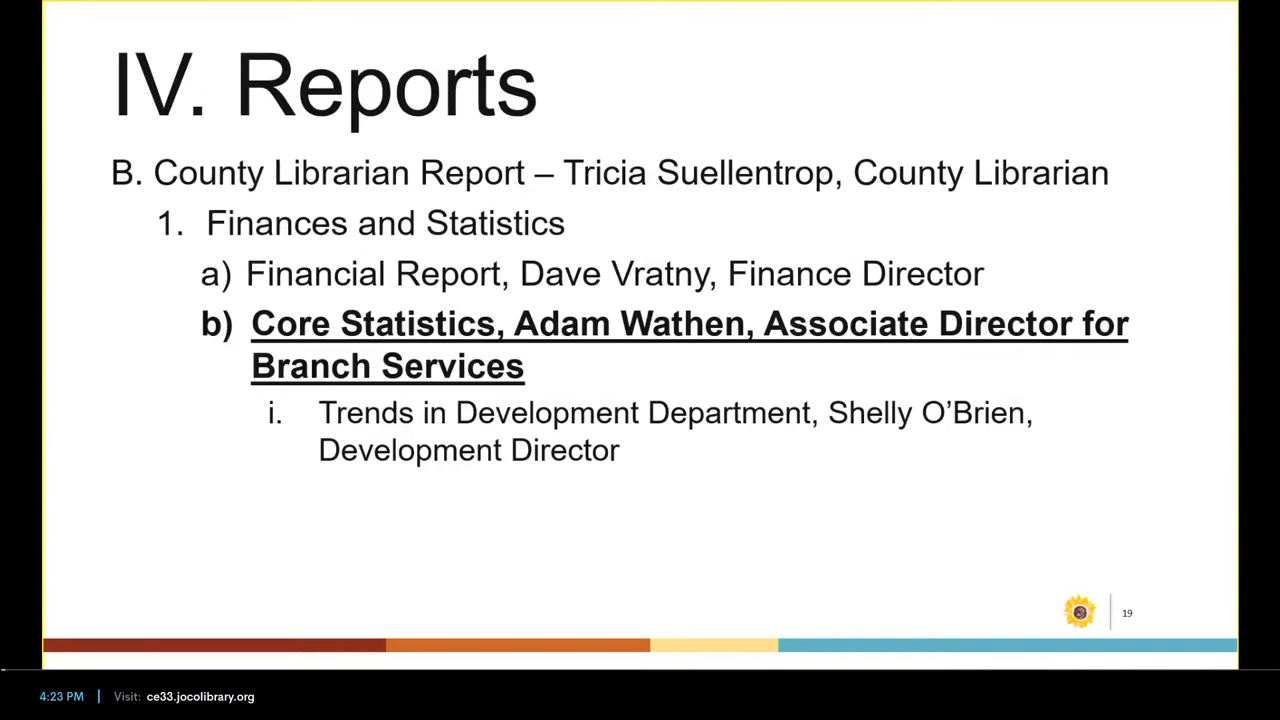 IV. Reports
B. County Librarian Report – Tricia Suellentrop, County Librarian
1. Finances and Statistics
a) Financial Report, Dave Vratny, Finance Director
b) Core Statistics, Adam Wathen, Associate Director for
Branch Services
i. Trends in Development Department, Shelly O’Brien,
Development Director
19
4:23 PM | Visit: ce33.jocolibrary.org